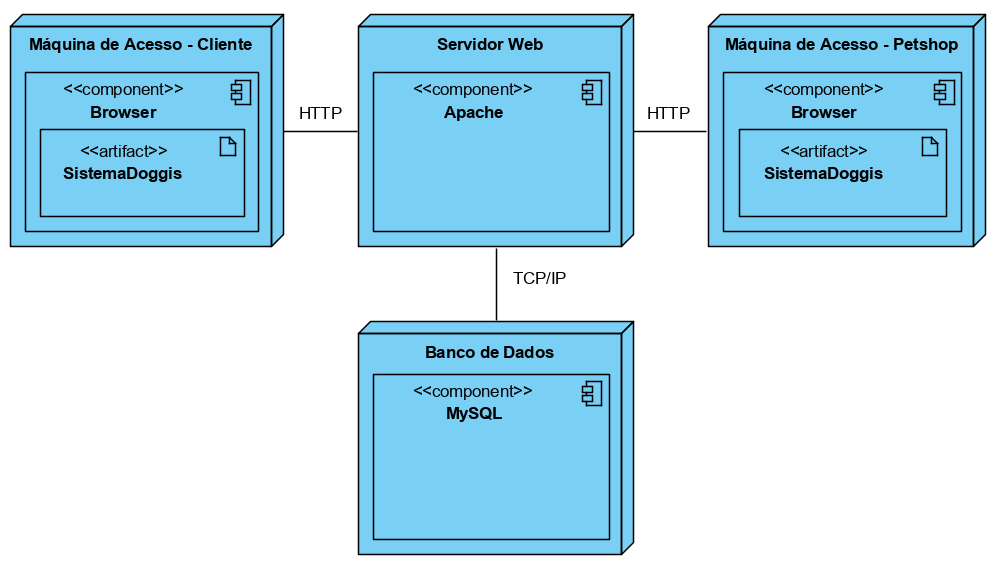 Máquina de Acesso - Cliente
<<component>>
Browser
<<artifact>>
SistemaDoggis
HTTP
Servidor Web
<<component>>
Apache
HTTP
Máquina de Acesso - Petshop
<<component>>
Browser
<<artifact>>
SistemaDoggis
TCP/IP
Banco de Dados
<<component>>
MySQL